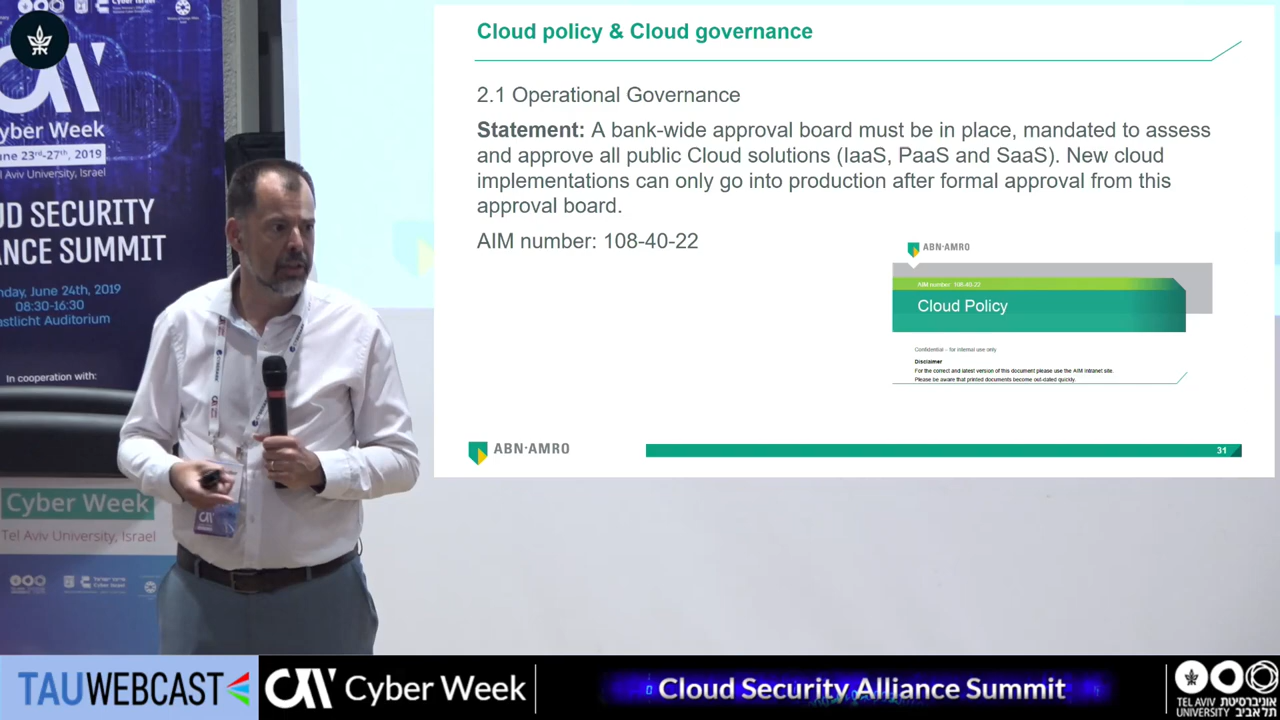 Cyber Israel
yber Week
une 23rd-27th, 2019
el Aviv University, Israel
OUD SECURITY
ANCE SUMMIT
nday, June 24th, 2019
08:30-16:30
astlicht Auditorium
In cooperation with:
Cyber Week
Tel Aviv University, Israel
Cloud policy & Cloud governance
2.1 Operational Governance
Statement: A bank-wide approval board must be in place, mandated to assess
and approve all public Cloud solutions (IaaS, PaaS and SaaS). New cloud
implementations can only go into production after formal approval from this
approval board.
AIM number: 108-40-22
ABN·AMRO
AIM number: 108-40-22
Cloud Policy
Confidential – for internal use only
Disclaimer
For the correct and latest version of this document please use the AIM Intranet site.
Please be aware that printed documents become out-dated quickly.
ABN·AMRO
31
TAUWEBCAST
Cyber Week
Cloud Security Alliance Summit
TEL AVIV
UNIVERSITY
אוניברסיטת
תל אביב